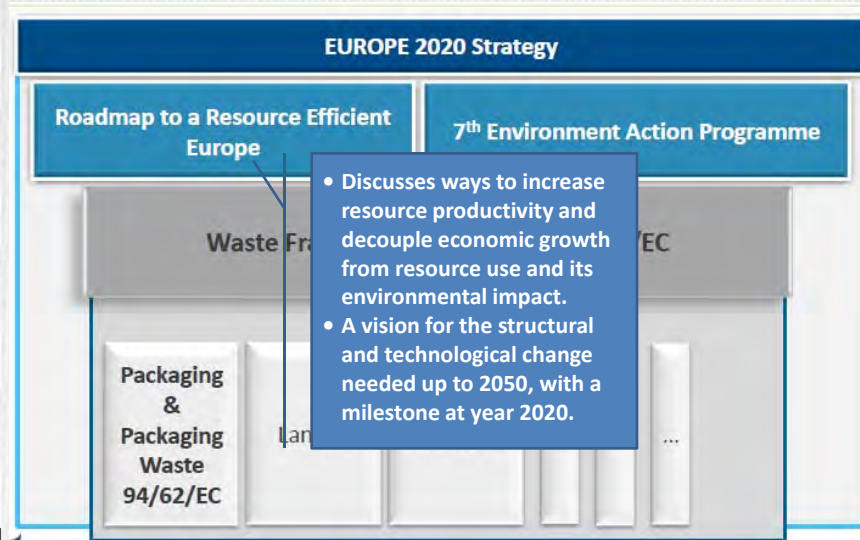 EUROPE 2020 Strategy
Roadmap to a Resource Efficient
Europe
7th Environment Action Programme
Waste Fra
/EC
• Discusses ways to increase
resource productivity and
decouple economic growth
from resource use and its
environmental impact.
• A vision for the structural
and technological change
needed up to 2050, with a
milestone at year 2020.
Packaging
&
Packaging
Waste
94/62/EC
Lan
...